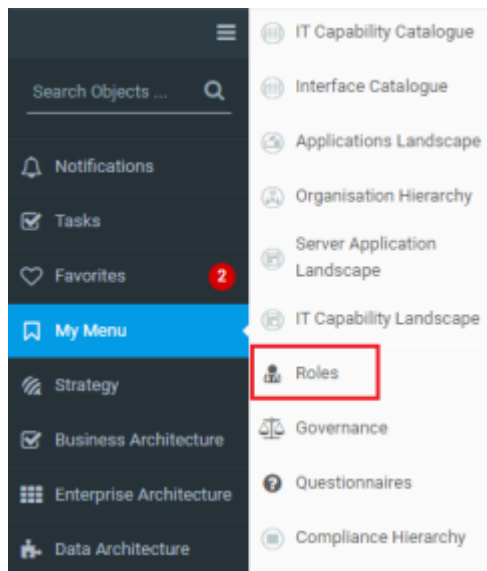 Search Objects ...
Notifications
Tasks
Favorites
2
My Menu
Strategy
Business Architecture
Enterprise Architecture
Data Architecture
IT Capability Catalogue
Interface Catalogue
Applications Landscape
Organisation Hierarchy
Server Application
Landscape
IT Capability Landscape
Roles
Governance
Questionnaires
Compliance Hierarchy